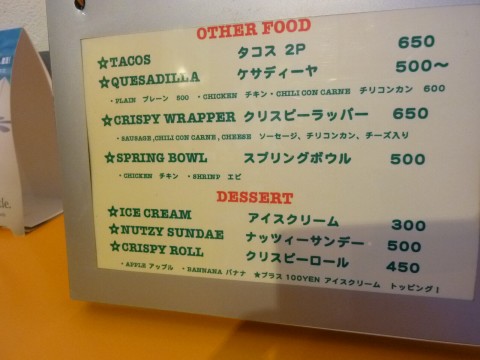 OTHER FOOD
☆TACOS タコス 2P 650
☆QUESADILLA ケサディーヤ 500〜
・PLAIN プレーン 500 ・CHICKEN チキン・CHILI CON CARNE チリコンカン 600
☆CRISPY WRAPPER クリスピーラッパー 650
・SAUSAGE,CHILI CON CARNE, CHEESE ソーセージ、チリコンカン、チーズ入り
☆SPRING BOWL スプリングボウル 500
・CHICKEN チキン ・SHRINP エビ
DESSERT
☆ICE CREAM アイスクリーム 300
☆NUTZY SUNDAE ナッツィーサンデー 500
☆CRISPY ROLL クリスピーロール 450
・APPLE アップル ・BANNANA バナナ ★プラス 100YEN アイスクリーム トッピング!